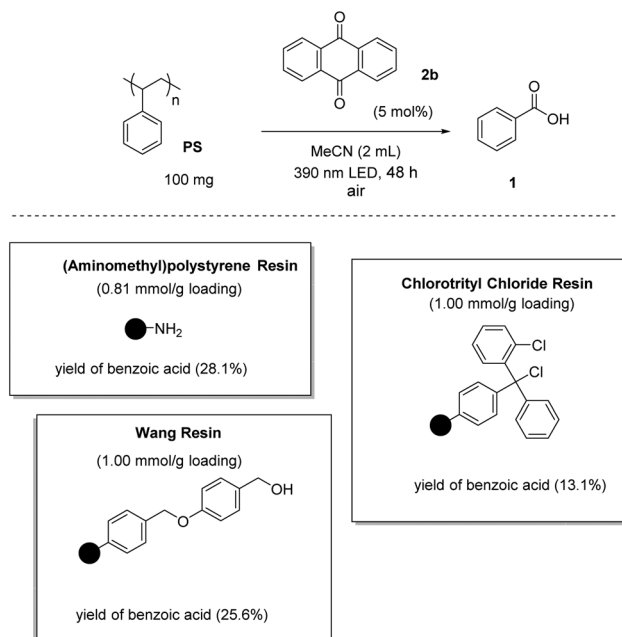 O
O
2b
(5 mol%)
n
PS
100 mg
MeCN (2 mL)
390 nm LED, 48 h
air
O
OH
1
(Aminomethyl)polystyrene Resin
(0.81 mmol/g loading)
NH2
yield of benzoic acid (28.1%)
Chlorotrityl Chloride Resin
(1.00 mmol/g loading)
Cl
Cl
yield of benzoic acid (13.1%)
Wang Resin
(1.00 mmol/g loading)
OH
O
yield of benzoic acid (25.6%)